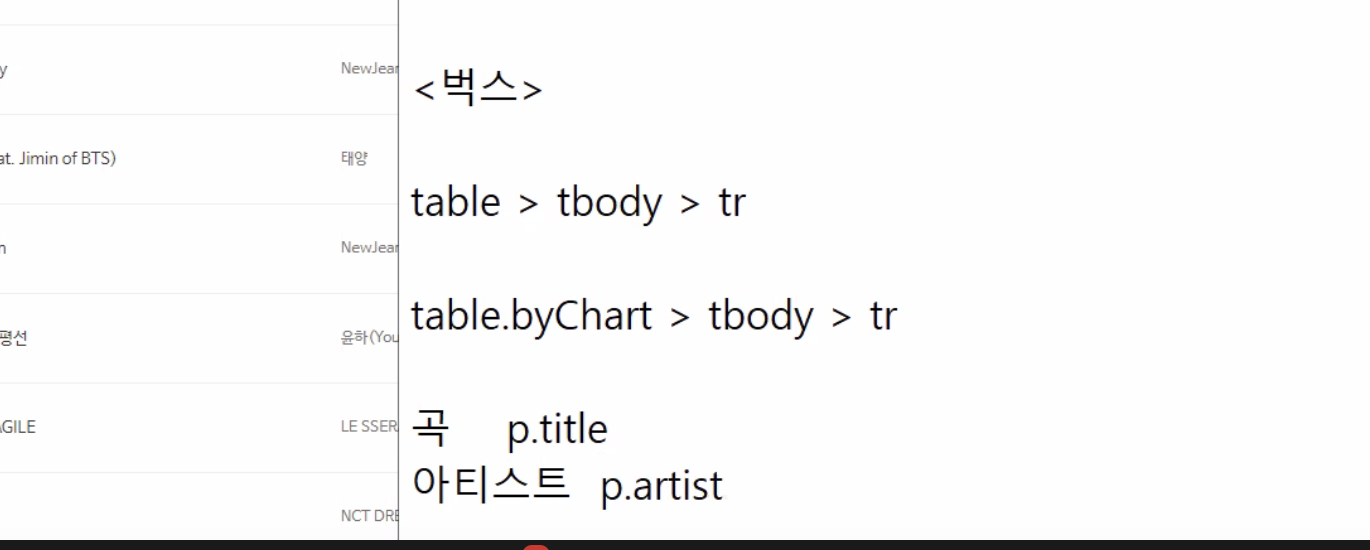 y
NewJear
at. Jimin of BTS)
태양
NewJear
평선
윤하(You
AGILE
LE SSER
NCT DRE
<벅스>
table > tbody > tr
table.byChart > tbody > tr
곡 p.title
아티스트 p.artist